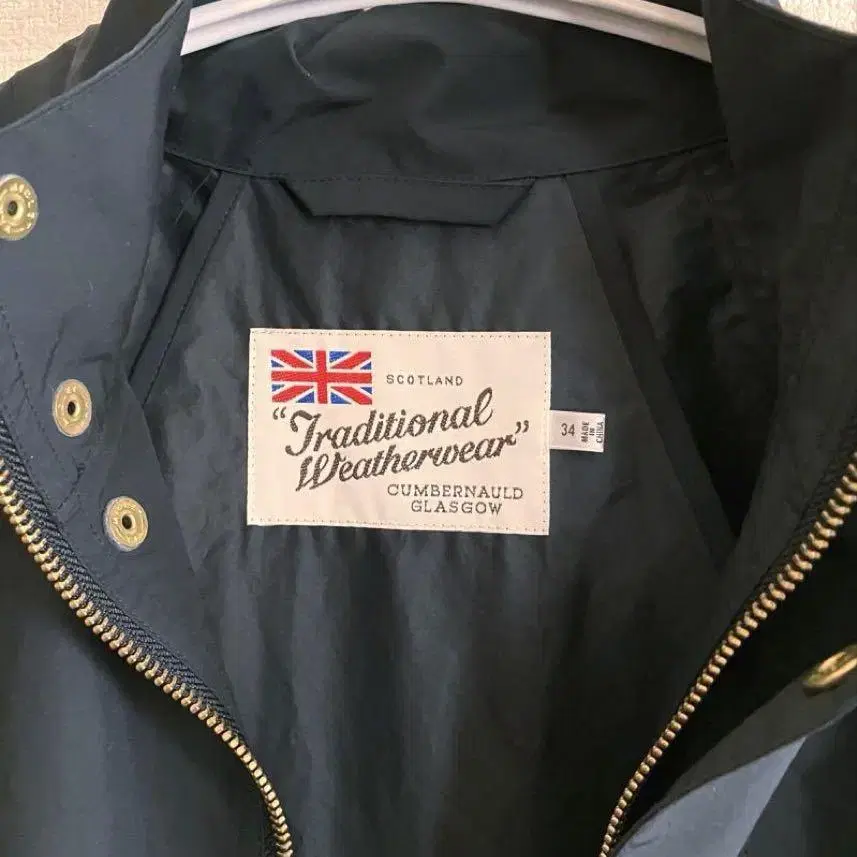 SCOTLAND
"Traditional
Weatherwear"
CUMBERNAULD
GLASGOW
34
MADE
IN
CHINA